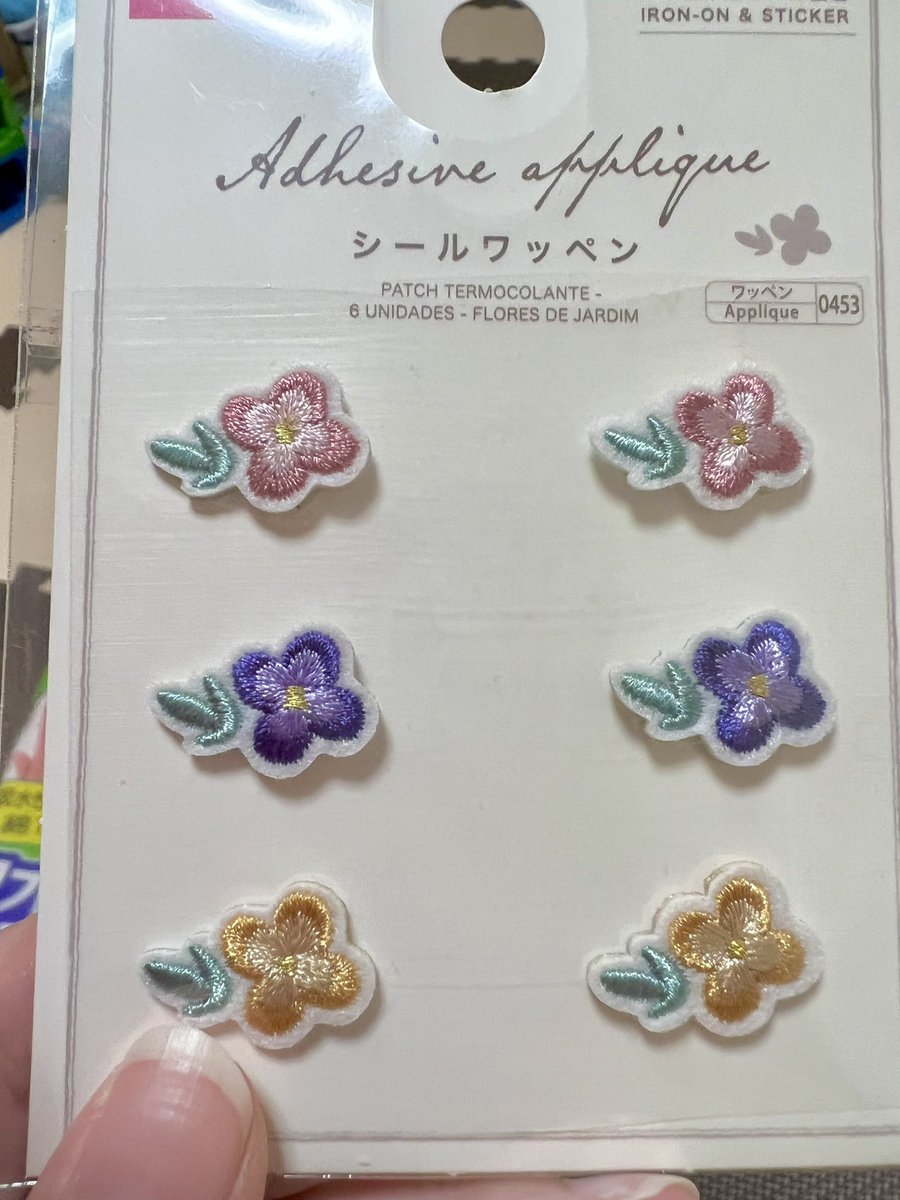 IRON-ON & STICKER
Adhesive applique
シールワッペン
PATCH TERMOCOLANTE -
6 UNIDADES - FLORES DE JARDIM
ワッペン
Applique
0453